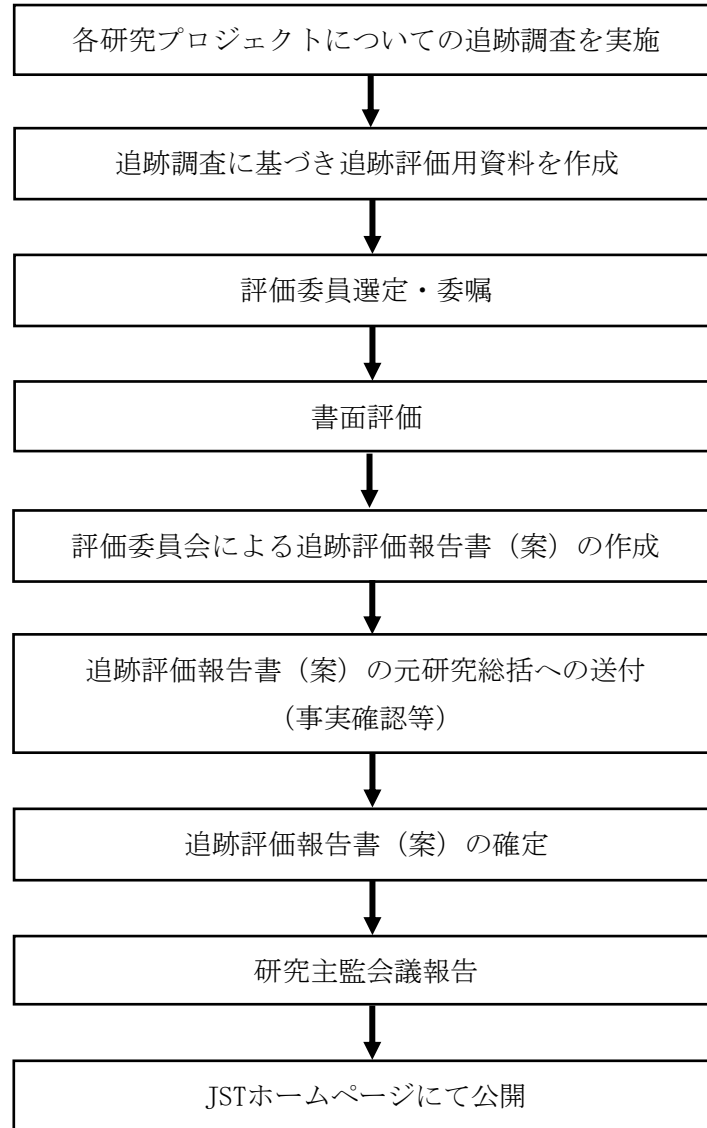 各研究プロジェクトについての追跡調査を実施
追跡調査に基づき追跡評価用資料を作成
評価委員選定・委嘱
書面評価
評価委員会による追跡評価報告書（案）の作成
追跡評価報告書（案）の元研究総括への送付
（事実確認等）
追跡評価報告書（案）の確定
研究主監会議報告
JSTホームページにて公開